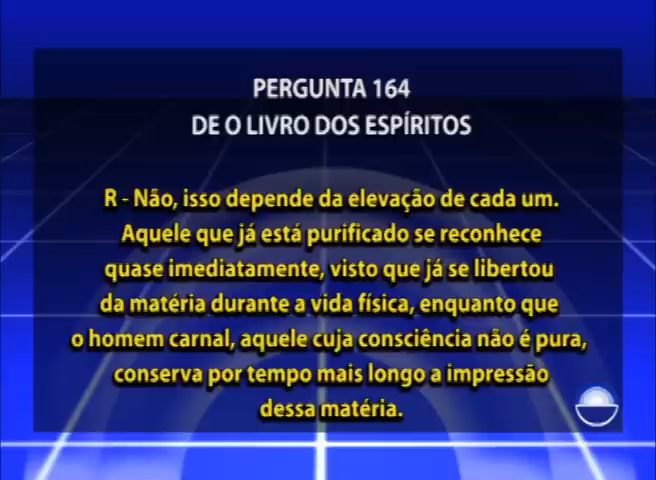 PERGUNTA 164
DE O LIVRO DOS ESPÍRITOS
R - Não, isso depende da elevação de cada um.
Aquele que já está purificado se reconhece
quase imediatamente, visto que já se libertou
da matéria durante a vida física, enquanto que
o homem carnal, aquele cuja consciência não é pura,
conserva por tempo mais longo a impressão
dessa matéria.